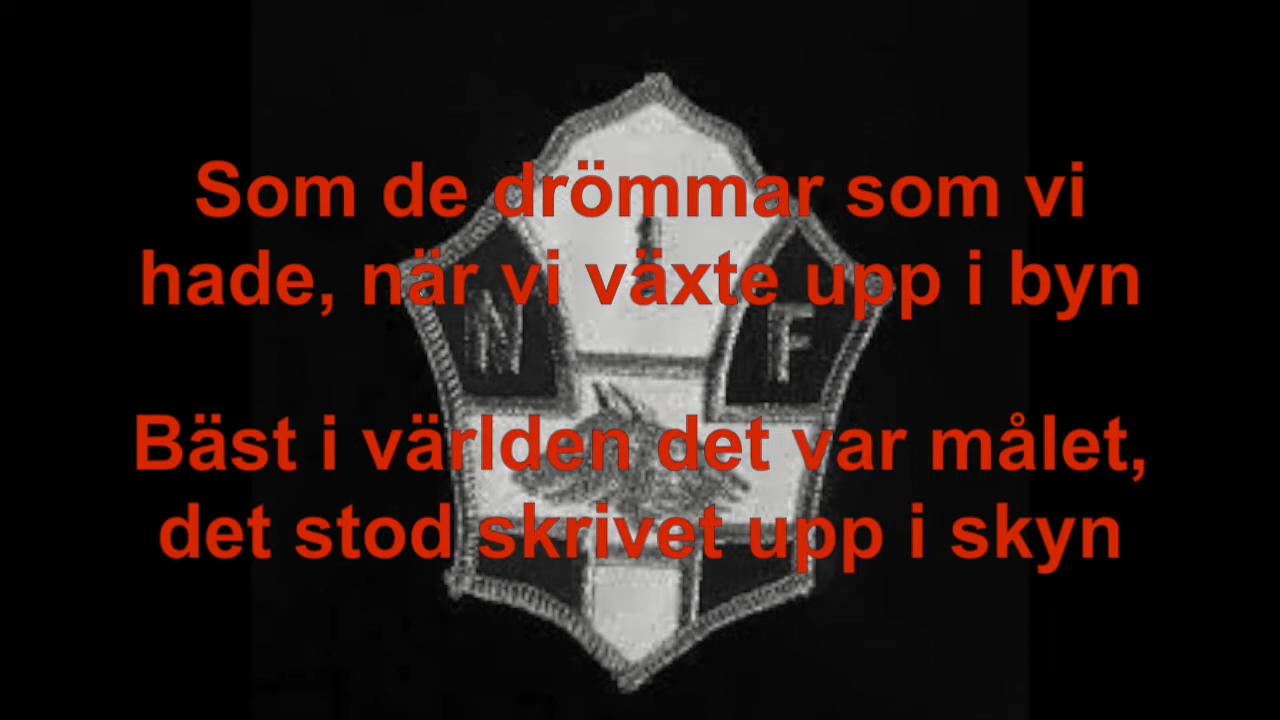 Som de drömmar som vi
hade, när vi växte upp i byn
N I F
Bäst i världen det var målet,
det stod skrivet upp i skyn